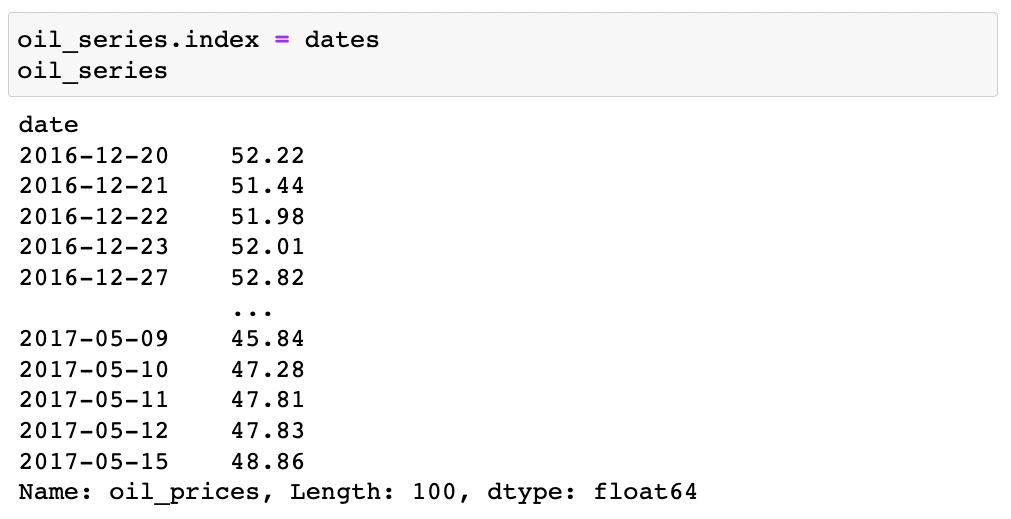 oil_series.index = dates
oil_series
date
2016-12-20    52.22
2016-12-21    51.44
2016-12-22    51.98
2016-12-23    52.01
2016-12-27    52.82
              ...
2017-05-09    45.84
2017-05-10    47.28
2017-05-11    47.81
2017-05-12    47.83
2017-05-15    48.86
Name: oil_prices, Length: 100, dtype: float64